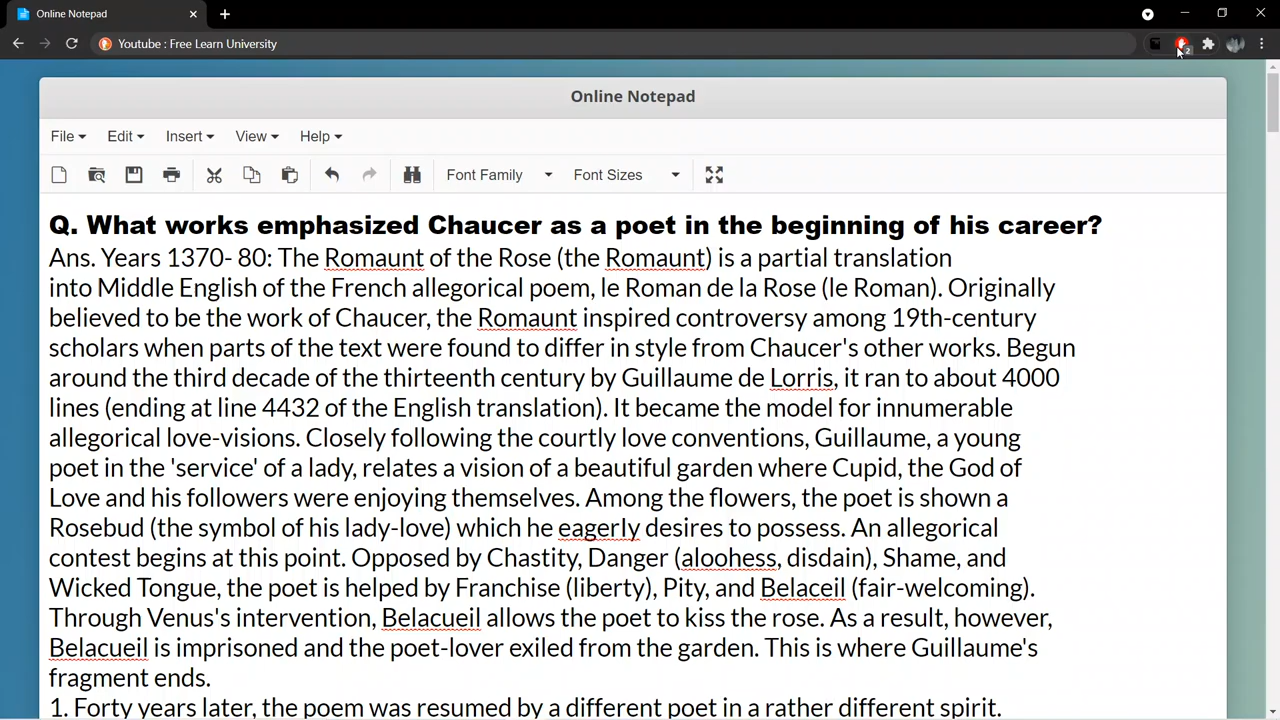 Online Notepad
Youtube : Free Learn University
2
Online Notepad
File Edit Insert View Help
Font Family Font Sizes
Q. What works emphasized Chaucer as a poet in the beginning of his career?
Ans. Years 1370- 80: The Romaunt of the Rose (the Romaunt) is a partial translation
into Middle English of the French allegorical poem, le Roman de la Rose (le Roman). Originally
believed to be the work of Chaucer, the Romaunt inspired controversy among 19th-century
scholars when parts of the text were found to differ in style from Chaucer's other works. Begun
around the third decade of the thirteenth century by Guillaume de Lorris, it ran to about 4000
lines (ending at line 4432 of the English translation). It became the model for innumerable
allegorical love-visions. Closely following the courtly love conventions, Guillaume, a young
poet in the 'service' of a lady, relates a vision of a beautiful garden where Cupid, the God of
Love and his followers were enjoying themselves. Among the flowers, the poet is shown a
Rosebud (the symbol of his lady-love) which he eagerly desires to possess. An allegorical
contest begins at this point. Opposed by Chastity, Danger (aloohess, disdain), Shame, and
Wicked Tongue, the poet is helped by Franchise (liberty), Pity, and Belaceil (fair-welcoming).
Through Venus's intervention, Belacueil allows the poet to kiss the rose. As a result, however,
Belacueil is imprisoned and the poet-lover exiled from the garden. This is where Guillaume's
fragment ends.
1. Forty years later, the poem was resumed by a different poet in a rather different spirit.